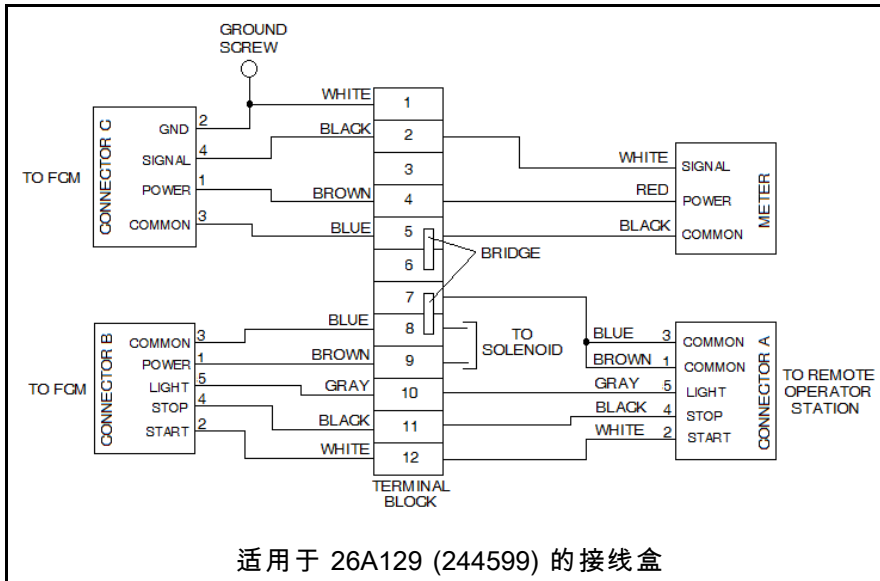 GROUND
SCREW
WHITE
BLACK
BROWN
BLUE
CONNECTOR C
GND 2
SIGNAL 4
POWER 1
COMMON 3
TO FCM
1
2
3
4
5
6
7
8
9
10
11
12
TERMINAL
BLOCK
BRIDGE
WHITE
RED
BLACK
SIGNAL
POWER
COMMON
METER
TO FCM
CONNECTOR B
COMMON 3
POWER 1
LIGHT 5
STOP 4
START 2
BLUE
BROWN
GRAY
BLACK
WHITE
TO
SOLENOID
BLUE 3
BROWN 1
GRAY 5
BLACK 4
WHITE 2
COMMON
COMMON
LIGHT
STOP
START
CONNECTOR A
TO REMOTE
OPERATOR
STATION
适用于 26A129 (244599) 的接线盒